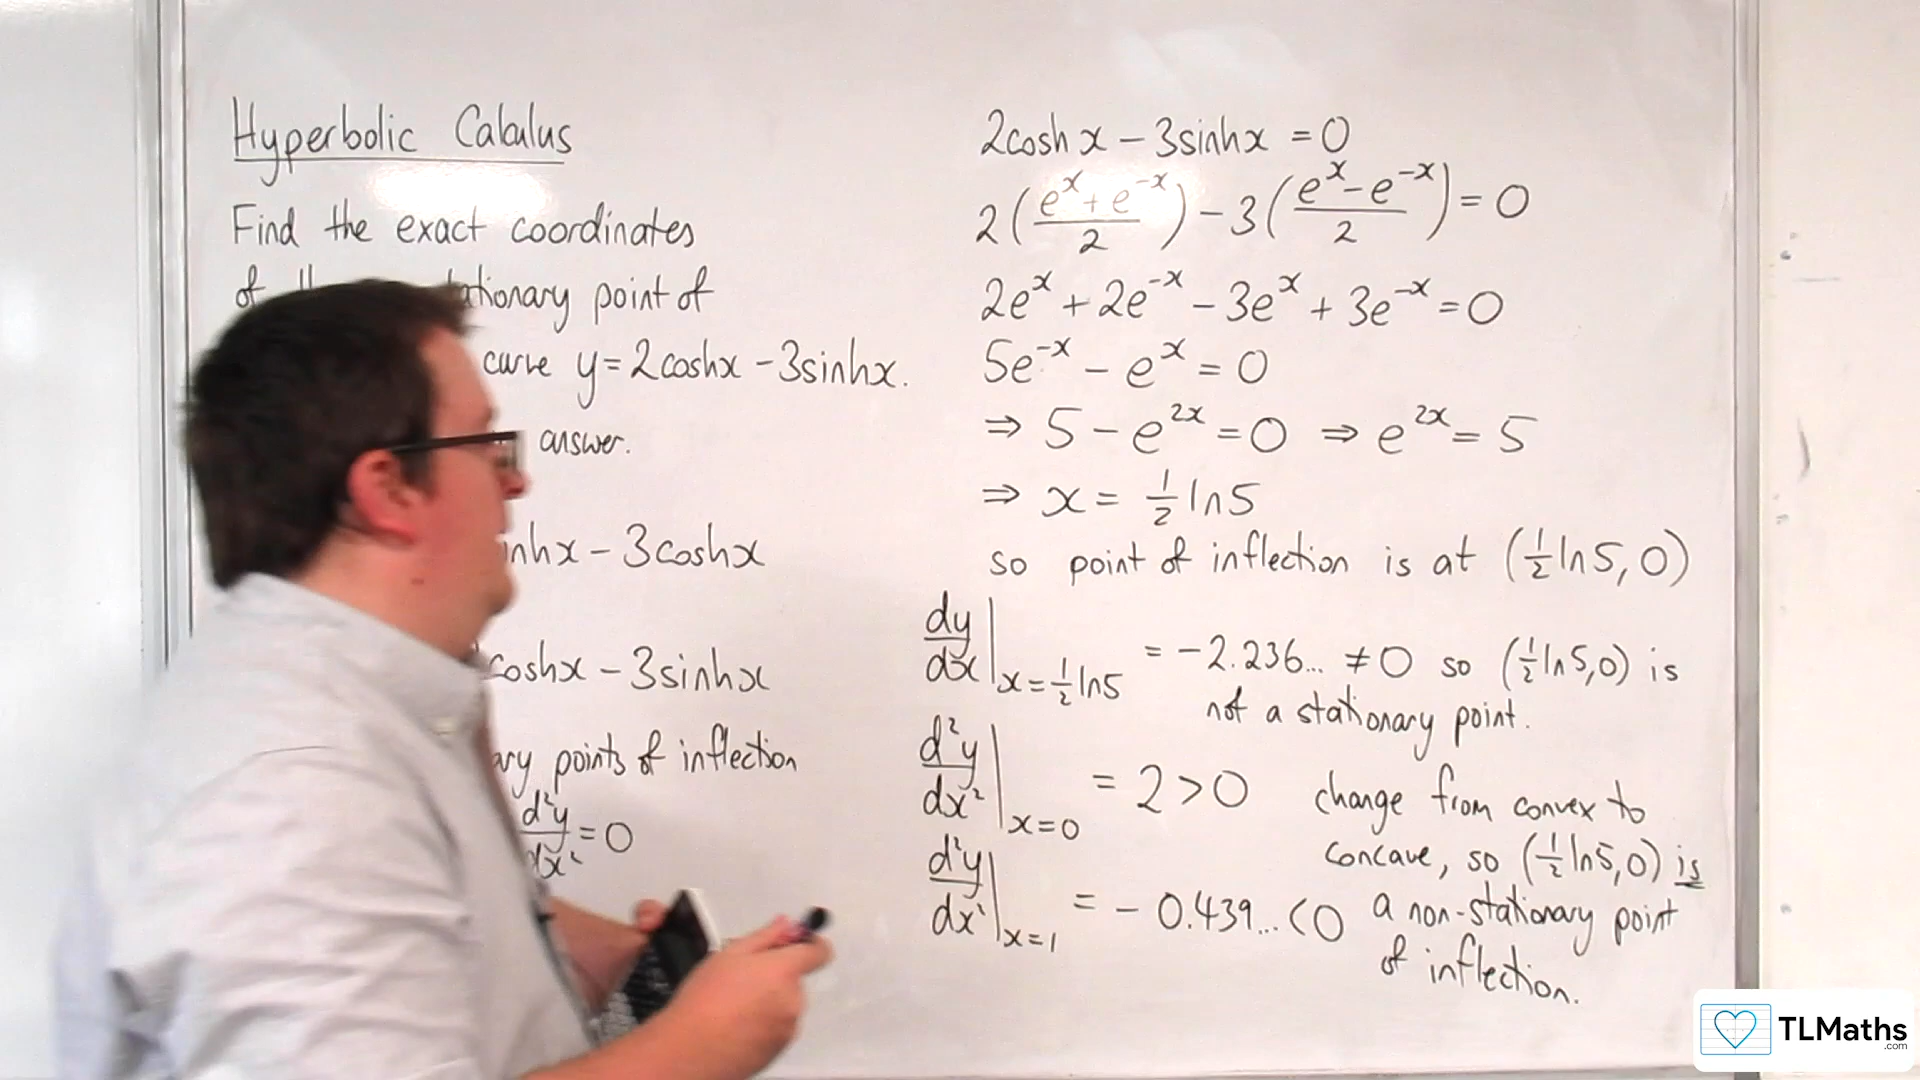 Hyperbolic Calculus
Find the exact coordinates
of stationary point of
curve y=2coshx -3sinhx.
answer.
- 3coshx
coshx - 3sinhx
points of inflection
d²y/dx² = 0
2cosh x - 3sinhx = 0
2((eˣ+e⁻ˣ)/2) - 3((eˣ-e⁻ˣ)/2) = 0
2eˣ + 2e⁻ˣ - 3eˣ + 3e⁻ˣ = 0
5e⁻ˣ - eˣ = 0
⇒ 5 - e²ˣ = 0 ⇒ e²ˣ = 5
⇒ x = ½ ln5
so point of inflection is at (½ln5, 0)
dy/dx|x=½ln5 = -2.236... ≠ 0 so (½ln5,0) is
not a stationary point.
d²y/dx²|x=0 = 2 > 0 change from convex to
concave, so (½ln5,0) is
d²y/dx²|x=1 = - 0.439... < 0 a non-stationary point
of inflection.
TLMaths
.com